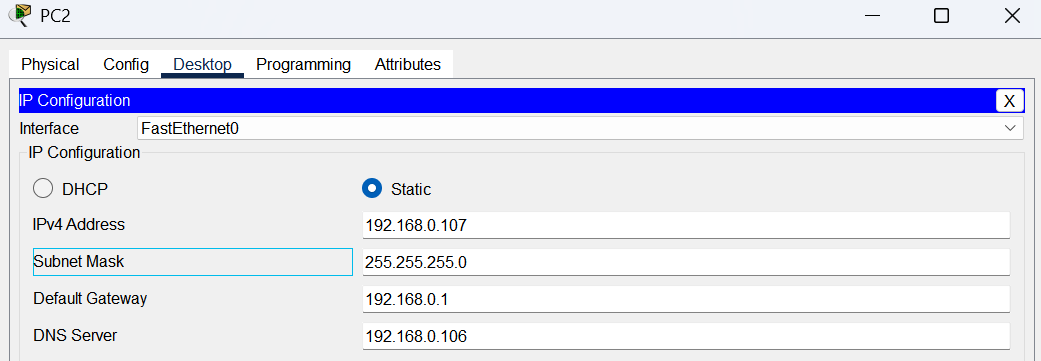 PC2
Physical Config Desktop Programming Attributes
IP Configuration X
Interface FastEthernet0
IP Configuration
DHCP Static
IPv4 Address 192.168.0.107
Subnet Mask 255.255.255.0
Default Gateway 192.168.0.1
DNS Server 192.168.0.106